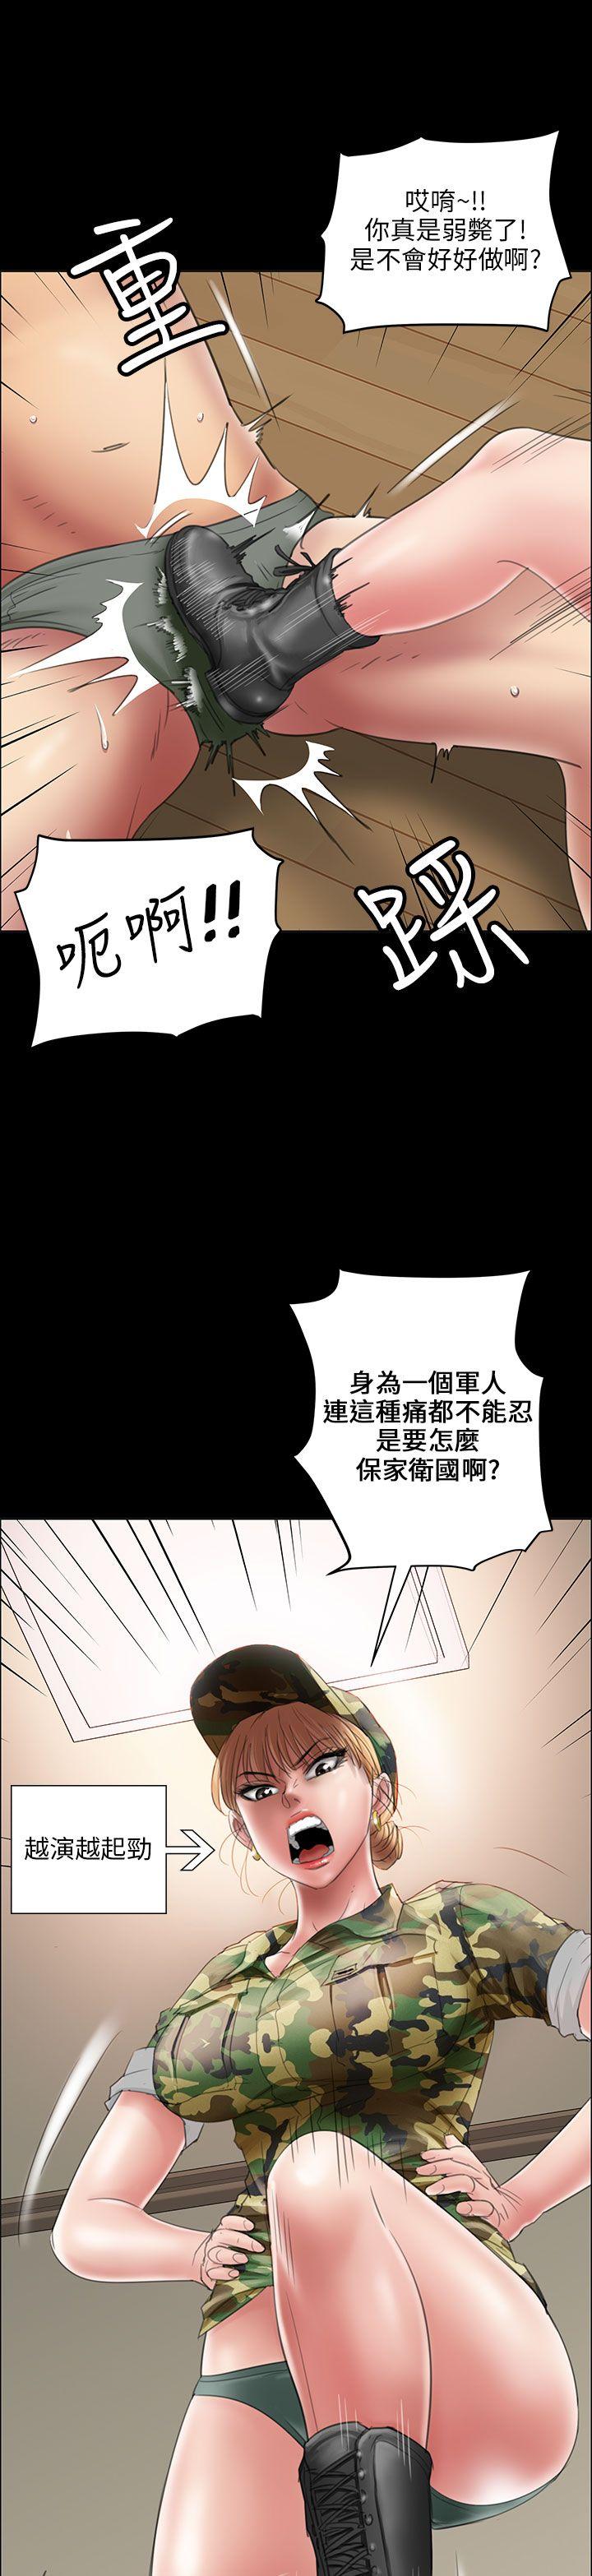 哎唷~!!
你真是弱斃了!
是不會好好做啊?
重
呃啊!!
踩
身為一個軍人
連這種痛都不能忍
是要怎麼
保家衛國啊?
越演越起勁